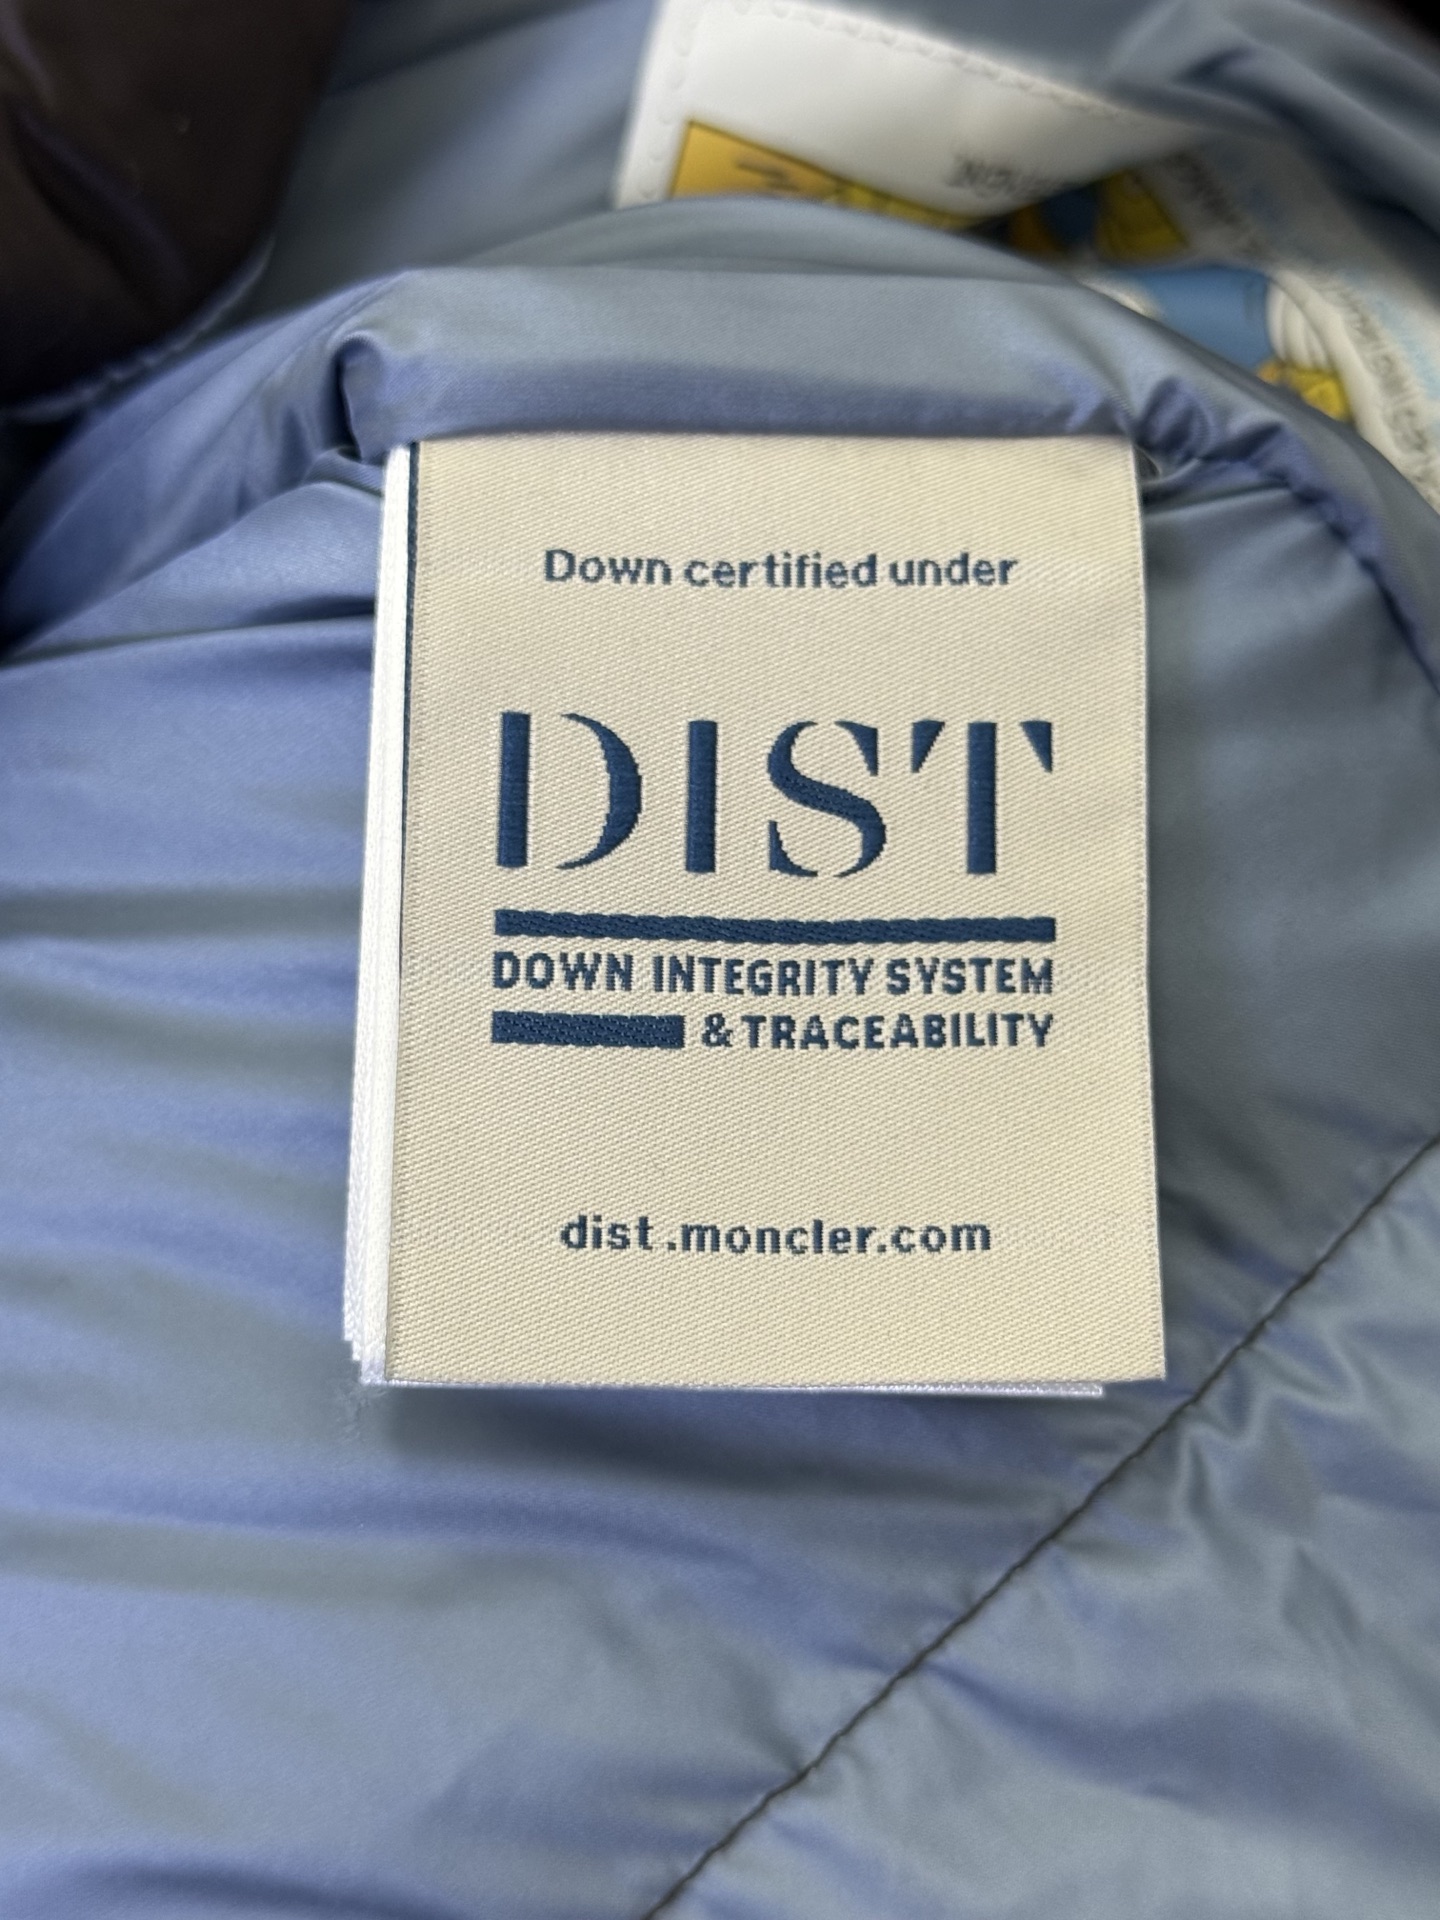 Down certified under
DIST
DOWN INTEGRITY SYSTEM
& TRACEABILITY
dist.moncler.com